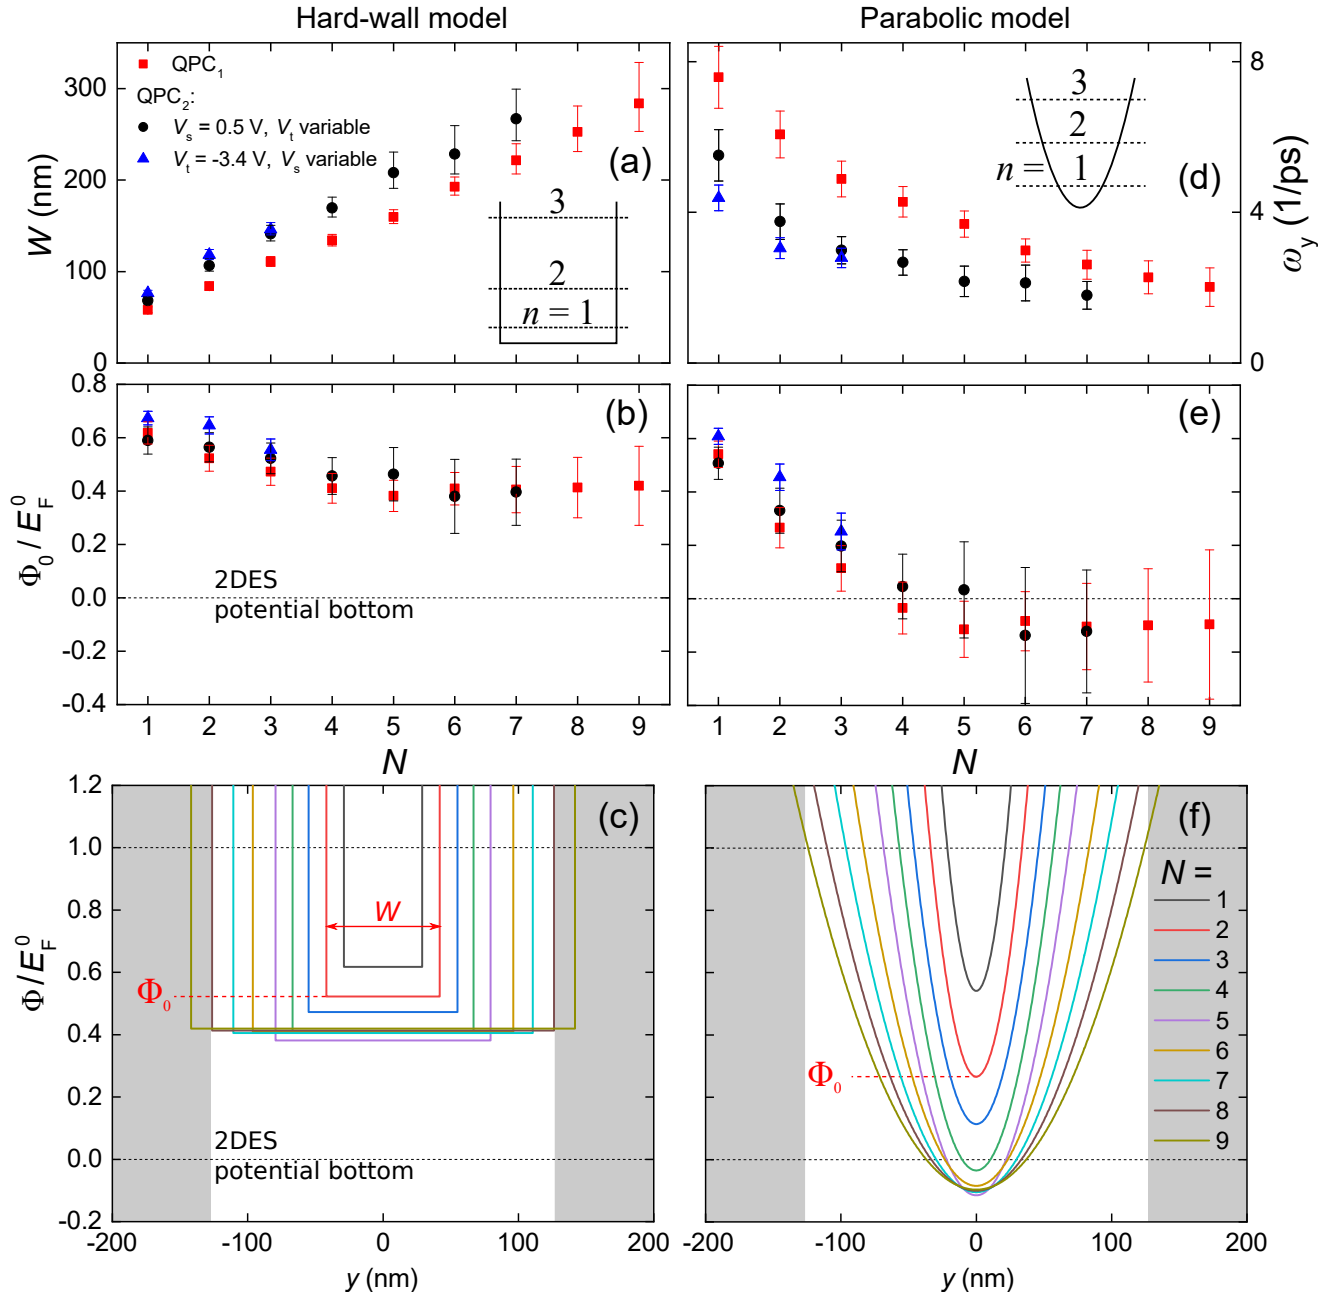 Hard-wall model
Parabolic model
W (nm)
300
200
100
0
QPC₁
QPC₂:
Vₛ = 0.5 V, Vₜ variable
Vₜ = -3.4 V, Vₛ variable
(a)
3
2
n = 1
3
2
n = 1
(d)
8
4
0
ω_y (1/ps)
Φ₀ / E_F⁰
0.8
0.6
0.4
0.2
0.0
-0.2
-0.4
(b)
2DES
potential bottom
(e)
1 2 3 4 5 6 7 8 9
N
1 2 3 4 5 6 7 8 9
N
Φ/E_F⁰
1.2
1.0
0.8
0.6
0.4
0.2
0.0
-0.2
(c)
W
Φ₀
2DES
potential bottom
-200 -100 0 100 200
y (nm)
(f)
N =
1
2
3
4
5
6
7
8
9
Φ₀
-200 -100 0 100 200
y (nm)